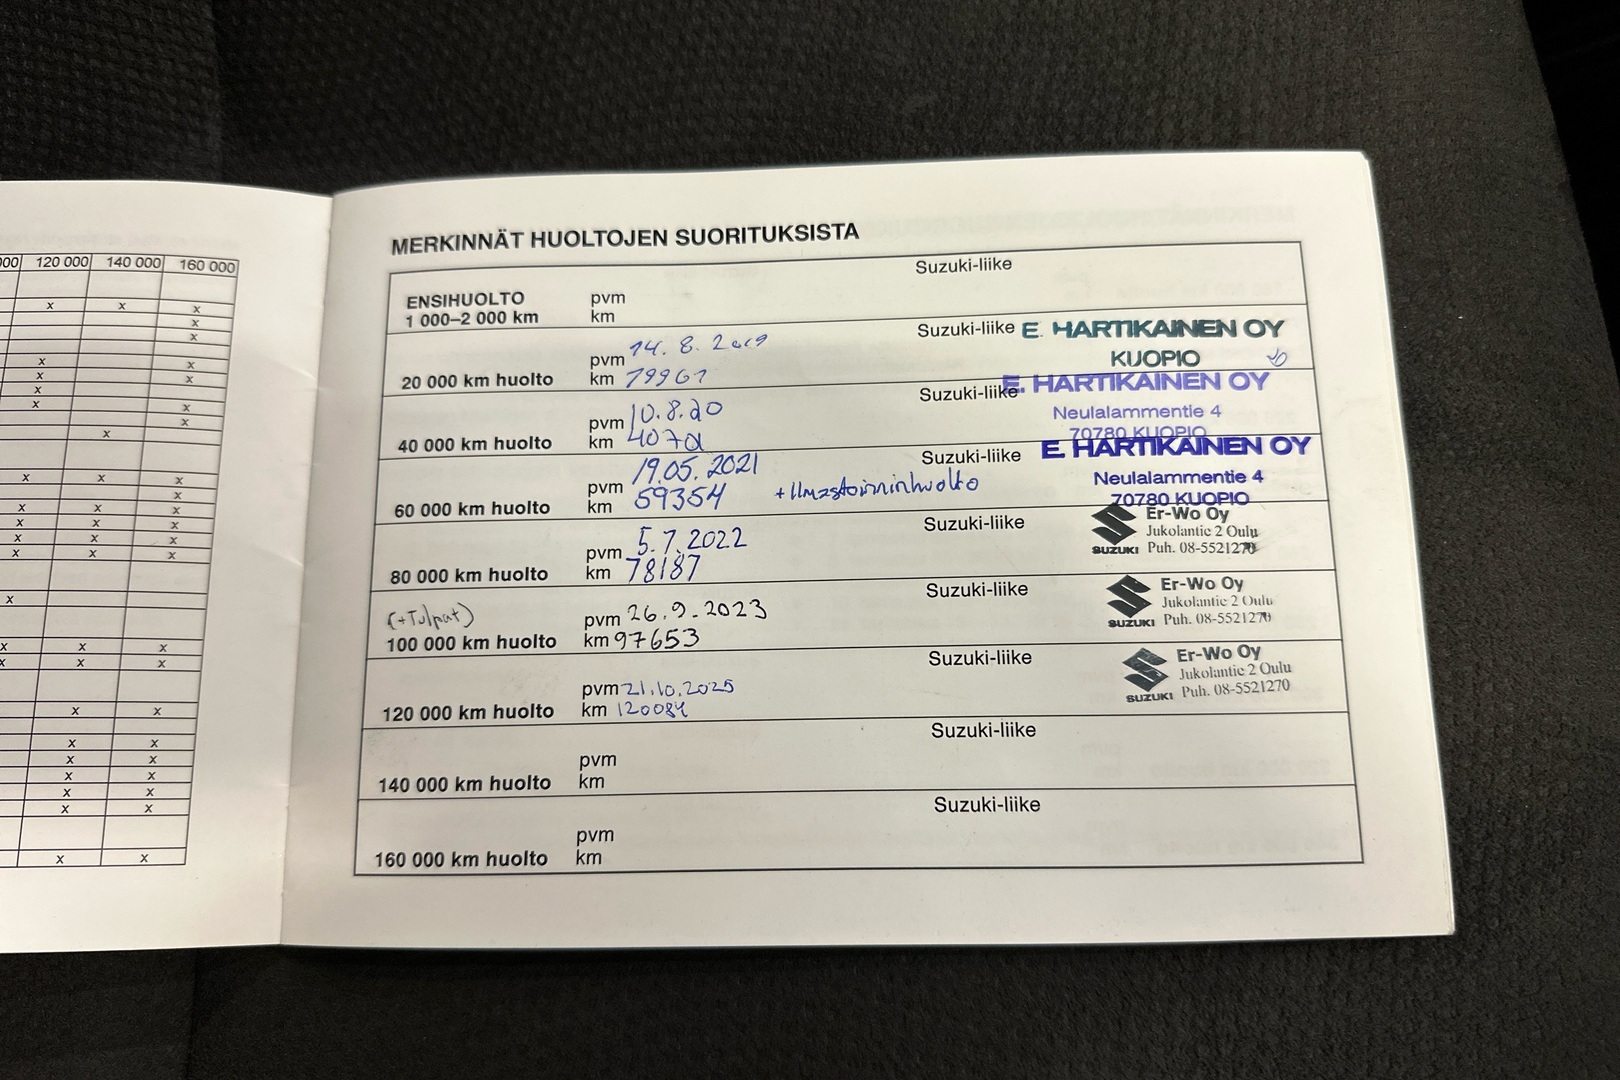 000 120 000 140 000 160 000
x x x
x
x
x x
x x
x
x x
x
x
x x x
x
x x x
x x x
x x x
x x x
x
x x x
x x x
x x
x x
x x
x x
x x
x x
x x
MERKINNÄT HUOLTOJEN SUORITUKSISTA
Suzuki-liike
ENSIHUOLTO pvm
1 000–2 000 km km
Suzuki-liike E. HARTIKAINEN OY
pvm 14. 8. 2019 KUOPIO
20 000 km huolto km 19961
Suzuki-liike E. HARTIKAINEN OY
pvm 10.8.20 Neulalammentie 4
40 000 km huolto km 70780 KUOPIO
Suzuki-liike E. HARTIKAINEN OY
pvm 19.05.2021 Neulalammentie 4
60 000 km huolto km 59354 +Ilmastoinninhuolto 70780 KUOPIO
Suzuki-liike Er-Wo Oy
pvm 5.7.2022 Jukolantie 2 Oulu
80 000 km huolto km 78187 SUZUKI Puh. 08-5521270
Suzuki-liike Er-Wo Oy
(+Tulpat) pvm 26.9.2023 Jukolantie 2 Oulu
100 000 km huolto km 97653 SUZUKI Puh. 08-5521270
Suzuki-liike Er-Wo Oy
pvm 21.10.2025 Jukolantie 2 Oulu
120 000 km huolto km 120084 SUZUKI Puh. 08-5521270
Suzuki-liike
pvm
140 000 km huolto km
Suzuki-liike
pvm
160 000 km huolto km